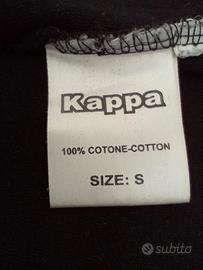 Kappa
100% COTONE-COTTON
SIZE: S
subito